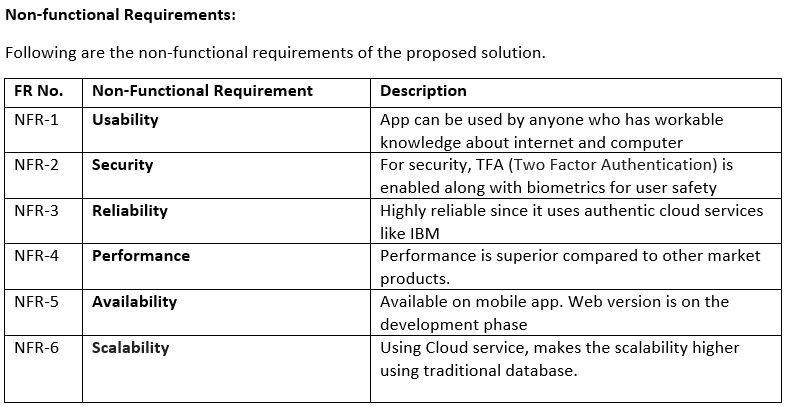 Non-functional Requirements:
Following are the non-functional requirements of the proposed solution.
FR No. Non-Functional Requirement Description
NFR-1 Usability App can be used by anyone who has workable
knowledge about internet and computer
NFR-2 Security For security, TFA (Two Factor Authentication) is
enabled along with biometrics for user safety
NFR-3 Reliability Highly reliable since it uses authentic cloud services
like IBM
NFR-4 Performance Performance is superior compared to other market
products.
NFR-5 Availability Available on mobile app. Web version is on the
development phase
NFR-6 Scalability Using Cloud service, makes the scalability higher
using traditional database.